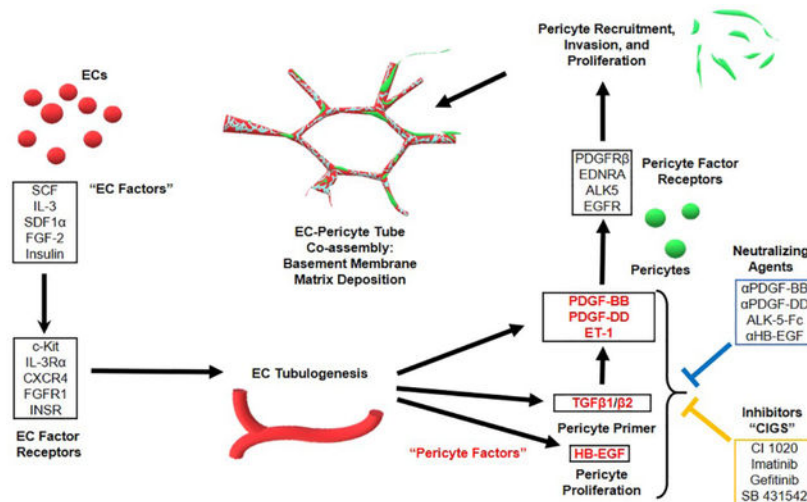 ECs
SCF
IL-3
SDF1α
FGF-2
Insulin
"EC Factors"
c-Kit
IL-3Rα
CXCR4
FGFR1
INSR
EC Factor
Receptors
EC Tubulogenesis
EC-Pericyte Tube
Co-assembly:
Basement Membrane
Matrix Deposition
Pericyte Recruitment,
Invasion, and
Proliferation
PDGFRβ
EDNRA
ALK5
EGFR
Pericyte Factor
Receptors
Pericytes
PDGF-BB
PDGF-DD
ET-1
TGFβ1/β2
Pericyte Primer
"Pericyte Factors"
HB-EGF
Pericyte
Proliferation
Neutralizing
Agents
αPDGF-BB
αPDGF-DD
ALK-5-Fc
αHB-EGF
Inhibitors
"CIGS"
CI 1020
Imatinib
Gefitinib
SB 431542